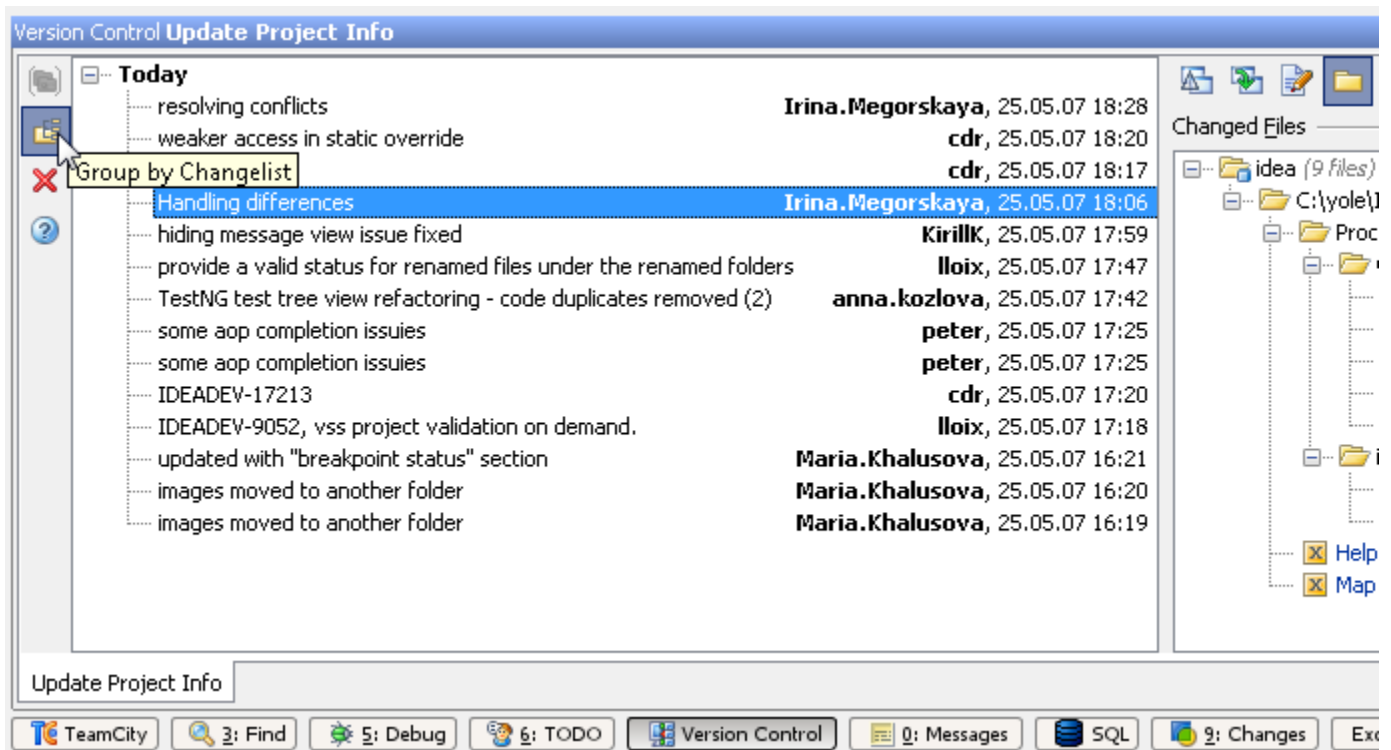 Version Control Update Project Info
Today
resolving conflicts Irina.Megorskaya, 25.05.07 18:28
weaker access in static override cdr, 25.05.07 18:20
Group by Changelist cdr, 25.05.07 18:17
Handling differences Irina.Megorskaya, 25.05.07 18:06
hiding message view issue fixed KirillK, 25.05.07 17:59
provide a valid status for renamed files under the renamed folders lloix, 25.05.07 17:47
TestNG test tree view refactoring - code duplicates removed (2) anna.kozlova, 25.05.07 17:42
some aop completion issuies peter, 25.05.07 17:25
some aop completion issuies peter, 25.05.07 17:25
IDEADEV-17213 cdr, 25.05.07 17:20
IDEADEV-9052, vss project validation on demand. lloix, 25.05.07 17:18
updated with "breakpoint status" section Maria.Khalusova, 25.05.07 16:21
images moved to another folder Maria.Khalusova, 25.05.07 16:20
images moved to another folder Maria.Khalusova, 25.05.07 16:19
Changed Files
idea (9 files)
C:\yole\
Proc
Help
Map
Update Project Info
TeamCity 3: Find 5: Debug 6: TODO Version Control 0: Messages SQL 9: Changes Exc